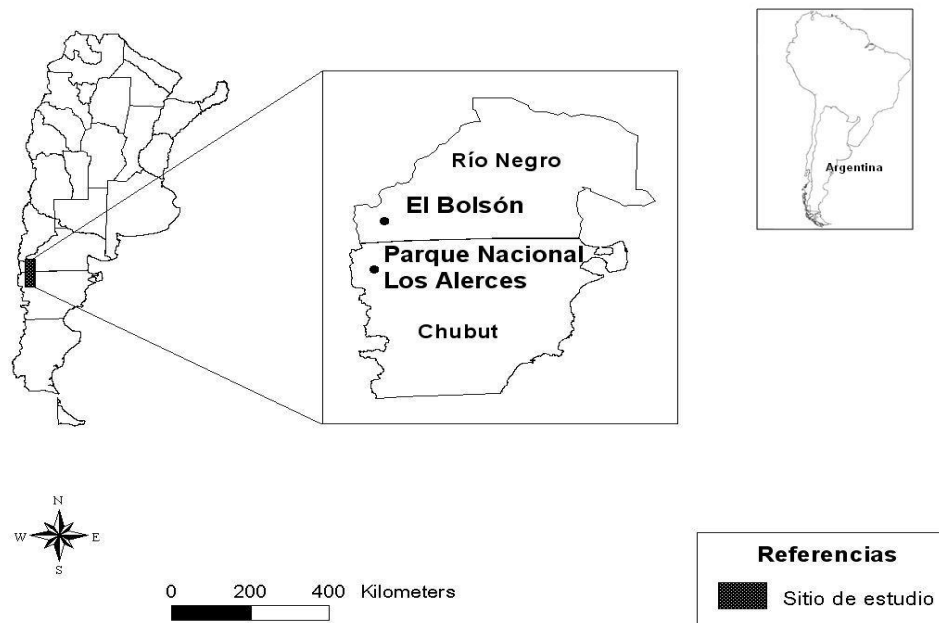 Argentina
Río Negro
El Bolsón
Parque Nacional
Los Alerces
Chubut
N
W E
S
0 200 400 Kilometers
Referencias
Sitio de estudio